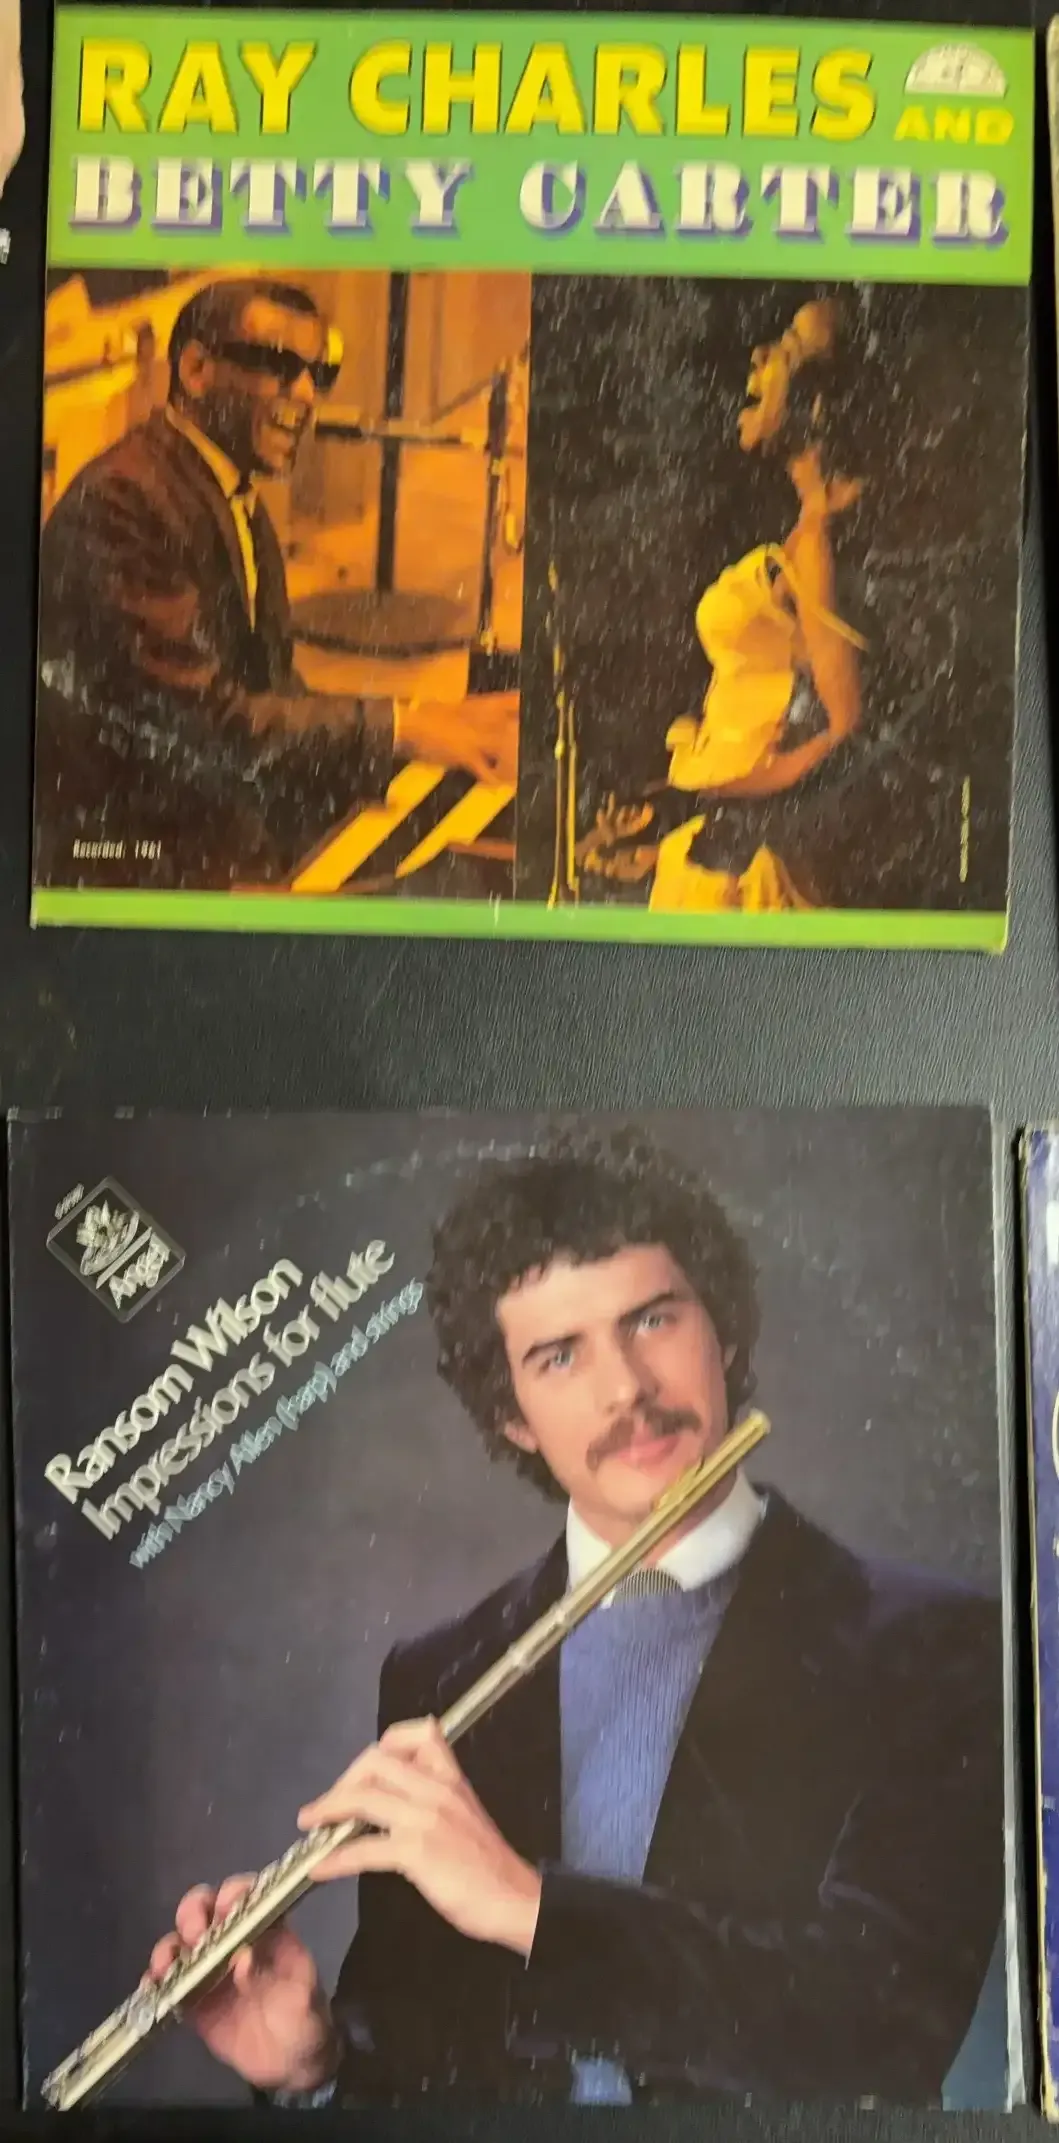 RAY CHARLES
AND
BETTY CARTER
Recorded: 1961
Angel
Ransom Wilson
Impressions for flute
with Nancy Allen (harp) and strings